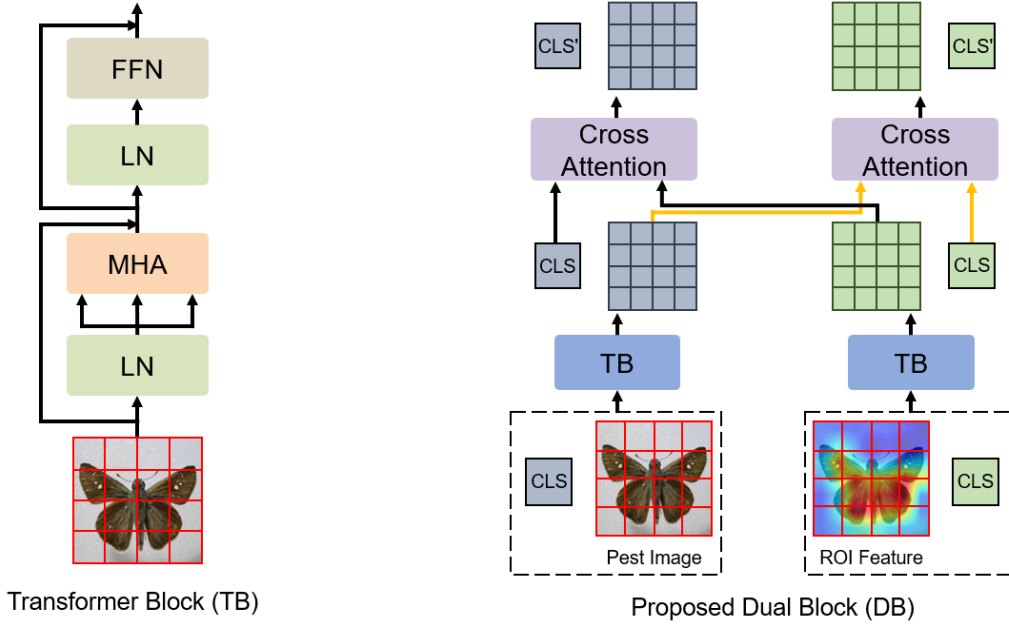 FFN
LN
MHA
LN
Transformer Block (TB)
CLS'
CLS'
Cross
Attention
Cross
Attention
CLS
CLS
TB
TB
CLS
Pest Image
ROI Feature
CLS
Proposed Dual Block (DB)